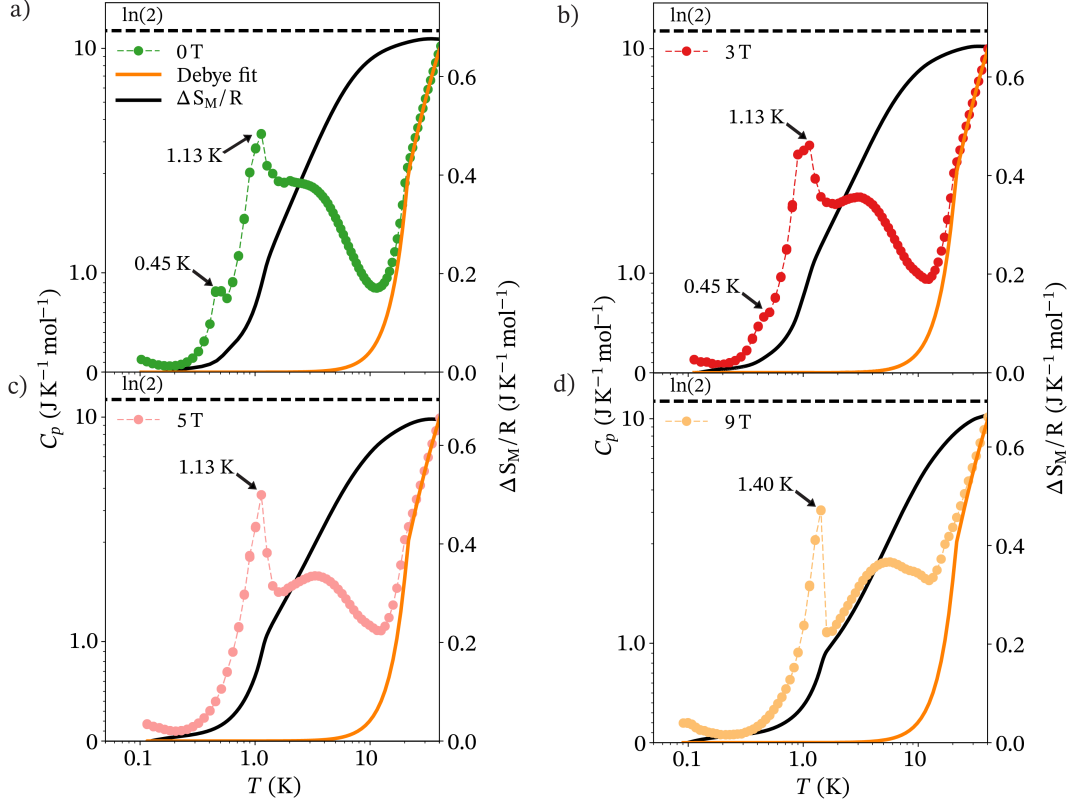 a)
ln(2)
10
1.0
0
0 T
Debye fit
Δ S_M / R
1.13 K
0.45 K
0.6
0.4
0.2
0.0
C_p (J K⁻¹ mol⁻¹)
Δ S_M/R (J K⁻¹ mol⁻¹)
b)
ln(2)
10
1.0
0
3 T
1.13 K
0.45 K
0.6
0.4
0.2
0.0
C_p (J K⁻¹ mol⁻¹)
Δ S_M/R (J K⁻¹ mol⁻¹)
c)
ln(2)
10
1.0
0
5 T
1.13 K
0.6
0.4
0.2
0.0
0.1
1.0
10
T (K)
d)
ln(2)
10
1.0
0
9 T
1.40 K
0.6
0.4
0.2
0.0
0.1
1.0
10
T (K)